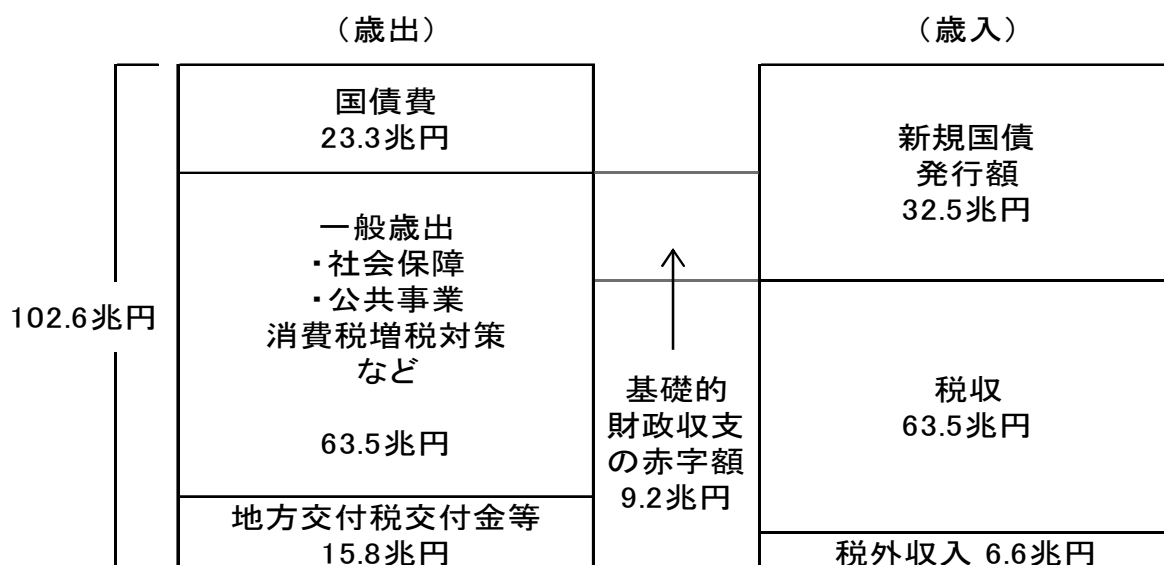 （歳出）
（歳入）
102.6兆円
国債費
23.3兆円
一般歳出
・社会保障
・公共事業
消費税増税対策
など
63.5兆円
地方交付税交付金等
15.8兆円
基礎的
財政収支
の赤字額
9.2兆円
新規国債
発行額
32.5兆円
税収
63.5兆円
税外収入 6.6兆円